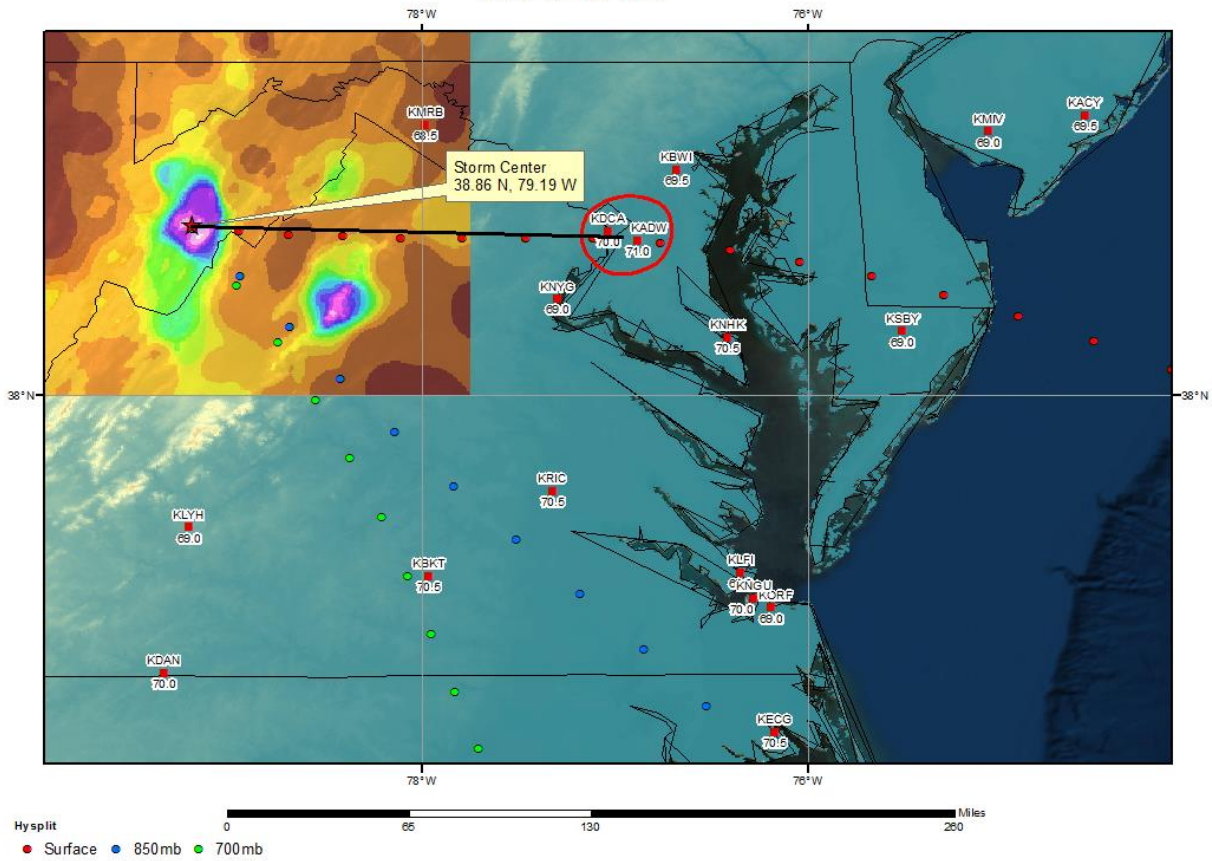 78°W
76°W
KMRB
68.5
KACY
69.5
KMIV
69.0
Storm Center
38.86 N, 79.19 W
KBWI
69.5
KDCA
70.0
KADW
71.0
KNYG
69.0
KNHK
70.5
KSBY
69.0
38°N
38°N
KRIC
70.5
KLYH
69.0
KBKT
70.5
KLFI
KNGU
70.0
KORF
69.0
KDAN
70.0
KECG
70.5
78°W
76°W
Miles
0
65
130
260
Hysplit
Surface
850mb
700mb